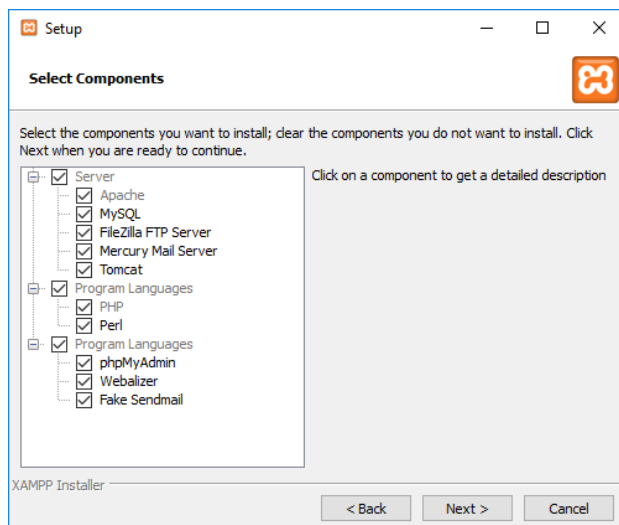 Setup
Select Components
Select the components you want to install; clear the components you do not want to install. Click
Next when you are ready to continue.
Server
Apache
MySQL
FileZilla FTP Server
Mercury Mail Server
Tomcat
Program Languages
PHP
Perl
Program Languages
phpMyAdmin
Webalizer
Fake Sendmail
Click on a component to get a detailed description
XAMPP Installer
< Back
Next >
Cancel